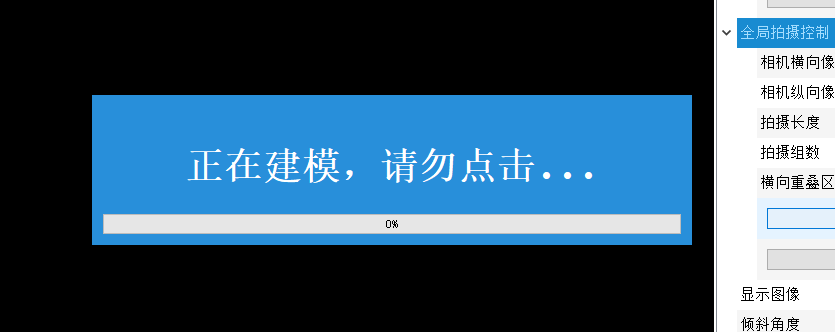 正在建模，请勿点击...
0%
全局拍摄控制
相机横向像
相机纵向像
拍摄长度
拍摄组数
横向重叠区
显示图像
倾斜角度